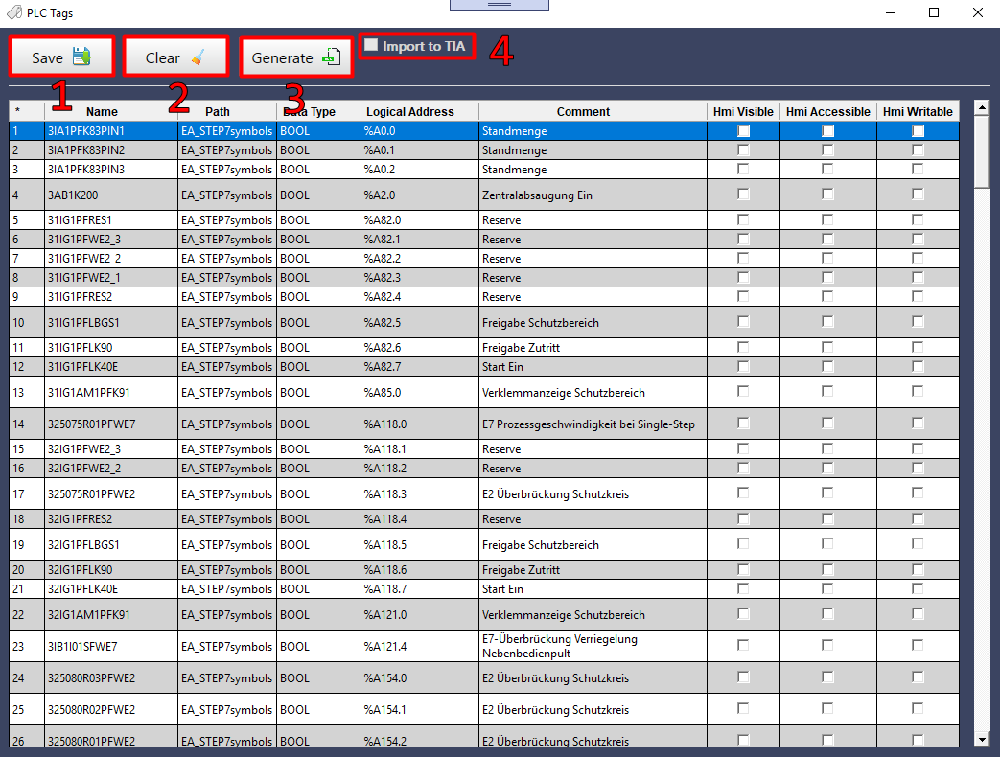 PLC Tags
Save Clear Generate Import to TIA 4
1 2 3
* Name Path Data Type Logical Address Comment Hmi Visible Hmi Accessible Hmi Writable
1 3IA1PFK83PIN1 EA_STEP7symbols BOOL %A0.0 Standmenge
2 3IA1PFK83PIN2 EA_STEP7symbols BOOL %A0.1 Standmenge
3 3IA1PFK83PIN3 EA_STEP7symbols BOOL %A0.2 Standmenge
4 3AB1K200 EA_STEP7symbols BOOL %A2.0 Zentralabsaugung Ein
5 31IG1PFRES1 EA_STEP7symbols BOOL %A82.0 Reserve
6 31IG1PFWE2_3 EA_STEP7symbols BOOL %A82.1 Reserve
7 31IG1PFWE2_2 EA_STEP7symbols BOOL %A82.2 Reserve
8 31IG1PFWE2_1 EA_STEP7symbols BOOL %A82.3 Reserve
9 31IG1PFRES2 EA_STEP7symbols BOOL %A82.4 Reserve
10 31IG1PFLBGS1 EA_STEP7symbols BOOL %A82.5 Freigabe Schutzbereich
11 31IG1PFLK90 EA_STEP7symbols BOOL %A82.6 Freigabe Zutritt
12 31IG1PFLK40E EA_STEP7symbols BOOL %A82.7 Start Ein
13 31IG1AM1PFK91 EA_STEP7symbols BOOL %A85.0 Verklemmanzeige Schutzbereich
14 325075R01PFWE7 EA_STEP7symbols BOOL %A118.0 E7 Prozessgeschwindigkeit bei Single-Step
15 32IG1PFWE2_3 EA_STEP7symbols BOOL %A118.1 Reserve
16 32IG1PFWE2_2 EA_STEP7symbols BOOL %A118.2 Reserve
17 325075R01PFWE2 EA_STEP7symbols BOOL %A118.3 E2 Überbrückung Schutzkreis
18 32IG1PFRES2 EA_STEP7symbols BOOL %A118.4 Reserve
19 32IG1PFLBGS1 EA_STEP7symbols BOOL %A118.5 Freigabe Schutzbereich
20 32IG1PFLK90 EA_STEP7symbols BOOL %A118.6 Freigabe Zutritt
21 32IG1PFLK40E EA_STEP7symbols BOOL %A118.7 Start Ein
22 32IG1AM1PFK91 EA_STEP7symbols BOOL %A121.0 Verklemmanzeige Schutzbereich
23 3IB1I01SFWE7 EA_STEP7symbols BOOL %A121.4 E7-Überbrückung Verriegelung
Nebenbedienpult
24 325080R03PFWE2 EA_STEP7symbols BOOL %A154.0 E2 Überbrückung Schutzkreis
25 325080R02PFWE2 EA_STEP7symbols BOOL %A154.1 E2 Überbrückung Schutzkreis
26 325080R01PFWE2 EA_STEP7symbols BOOL %A154.2 E2 Überbrückung Schutzkreis